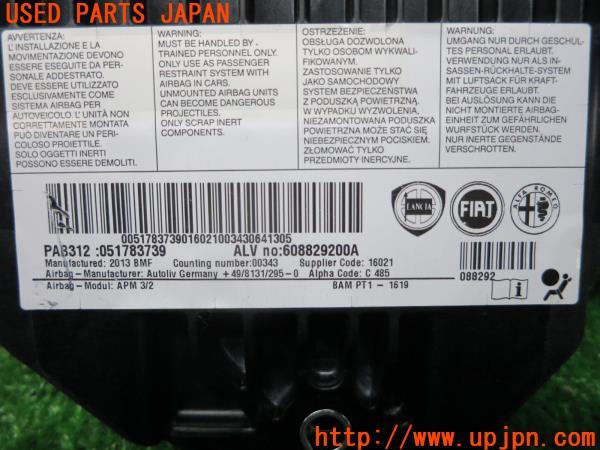 USED PARTS JAPAN
AVVERTENZA:
L'INSTALLAZIONE E LA
MOVIMENTAZIONE DEVONO
ESSERE ESEGUITE DA PER-
SONALE ADDESTRATO.
DEVE ESSERE UTILIZZATO
ESCLUSIVAMENTE COME
SISTEMA AIRBAG PER
AUTOVEICOLO. SE NON
CORRETTAMENTE MONTATA
PUÒ DIVENTARE UN PERI-
COLOSO PROIETTILE.
SOLO OGGETTI INERTI
POSSONO ESSERE DEMOLITI.
WARNING:
MUST BE HANDLED BY
TRAINED PERSONNEL ONLY.
ONLY USE AS PASSENGER
RESTRAINT SYSTEM WITH
AIRBAG IN CARS.
UNMOUNTED AIRBAG UNITS
CAN BECOME DANGEROUS
PROJECTILES.
ONLY SCRAP INERT
COMPONENTS.
OSTRZEŻENIE:
OBSŁUGA DOZWOLONA
TYLKO OSOBOM WYKWALI-
FIKOWANYM.
ZASTOSOWANIE TYLKO
JAKO SAMOCHODOWY
SYSTEM BEZPIECZEŃSTWA
Z PODUSZKĄ POWIETRZNĄ.
W WYPADKU WYZWOLENIA,
NIEZAMONTOWANA PODUSZKA
POWIETRZNA MOŻE STAĆ SIĘ
NIEBEZPIECZNYM POCISKIEM.
ZŁOMOWAĆ TYLKO
PRZEDMIOTY INERCYJNE.
WARNUNG:
UMGANG NUR DURCH GESCHUL-
TES PERSONAL ERLAUBT.
VERWENDUNG NUR ALS IN-
SASSEN-RÜCKHALTE-SYSTEM
MIT LUFTSACK FÜR KRAFT-
FAHRZEUGE ERLAUBT.
BEI AUSLÖSUNG KANN DIE
NICHT MONTIERTE AIRBAG-
EINHEIT ZUM GEFÄHRLICHEN
WURFSTÜCK WERDEN.
NUR INERTE GEGENSTÄNDE
VERSCHROTTEN.
LANCIA
FIAT
ALFA ROMEO
0051783739016021003430641305
PAB312 :051783739
ALV no:608829200A
Manufactured: 2013 BMF
Counting number:00343
Supplier Code: 16021
088292
Airbag - Manufacturer: Autoliv Germany +49/8131/295-0
Alpha Code: C 485
Airbag - Modul: APM 3/2
BAM PT1 - 1619
i
UPJ
www.upjpn.com